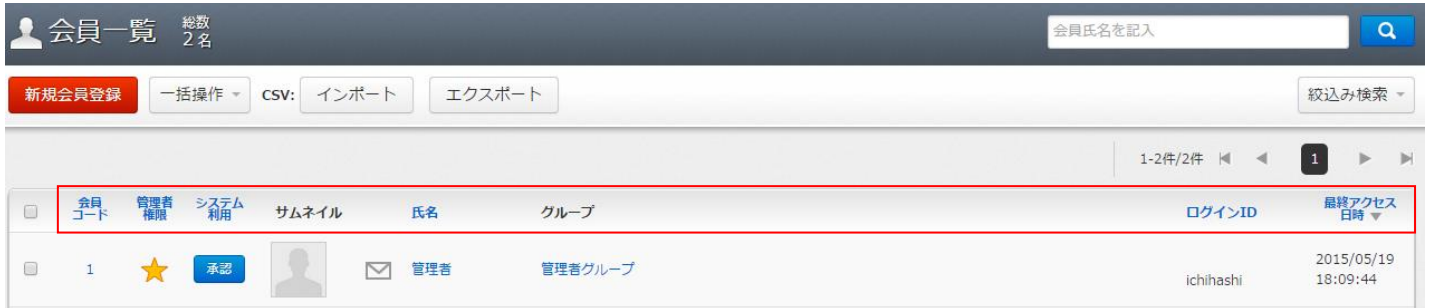 会員一覧 総数
2名
会員氏名を記入
新規会員登録 一括操作 CSV: インポート エクスポート 絞込み検索
1-2件/2件 1
会員
コード
管理者
権限
システム
利用
サムネイル
氏名
グループ
ログインID
最終アクセス
日時
1
承認
管理者
管理者グループ
ichihashi
2015/05/19
18:09:44